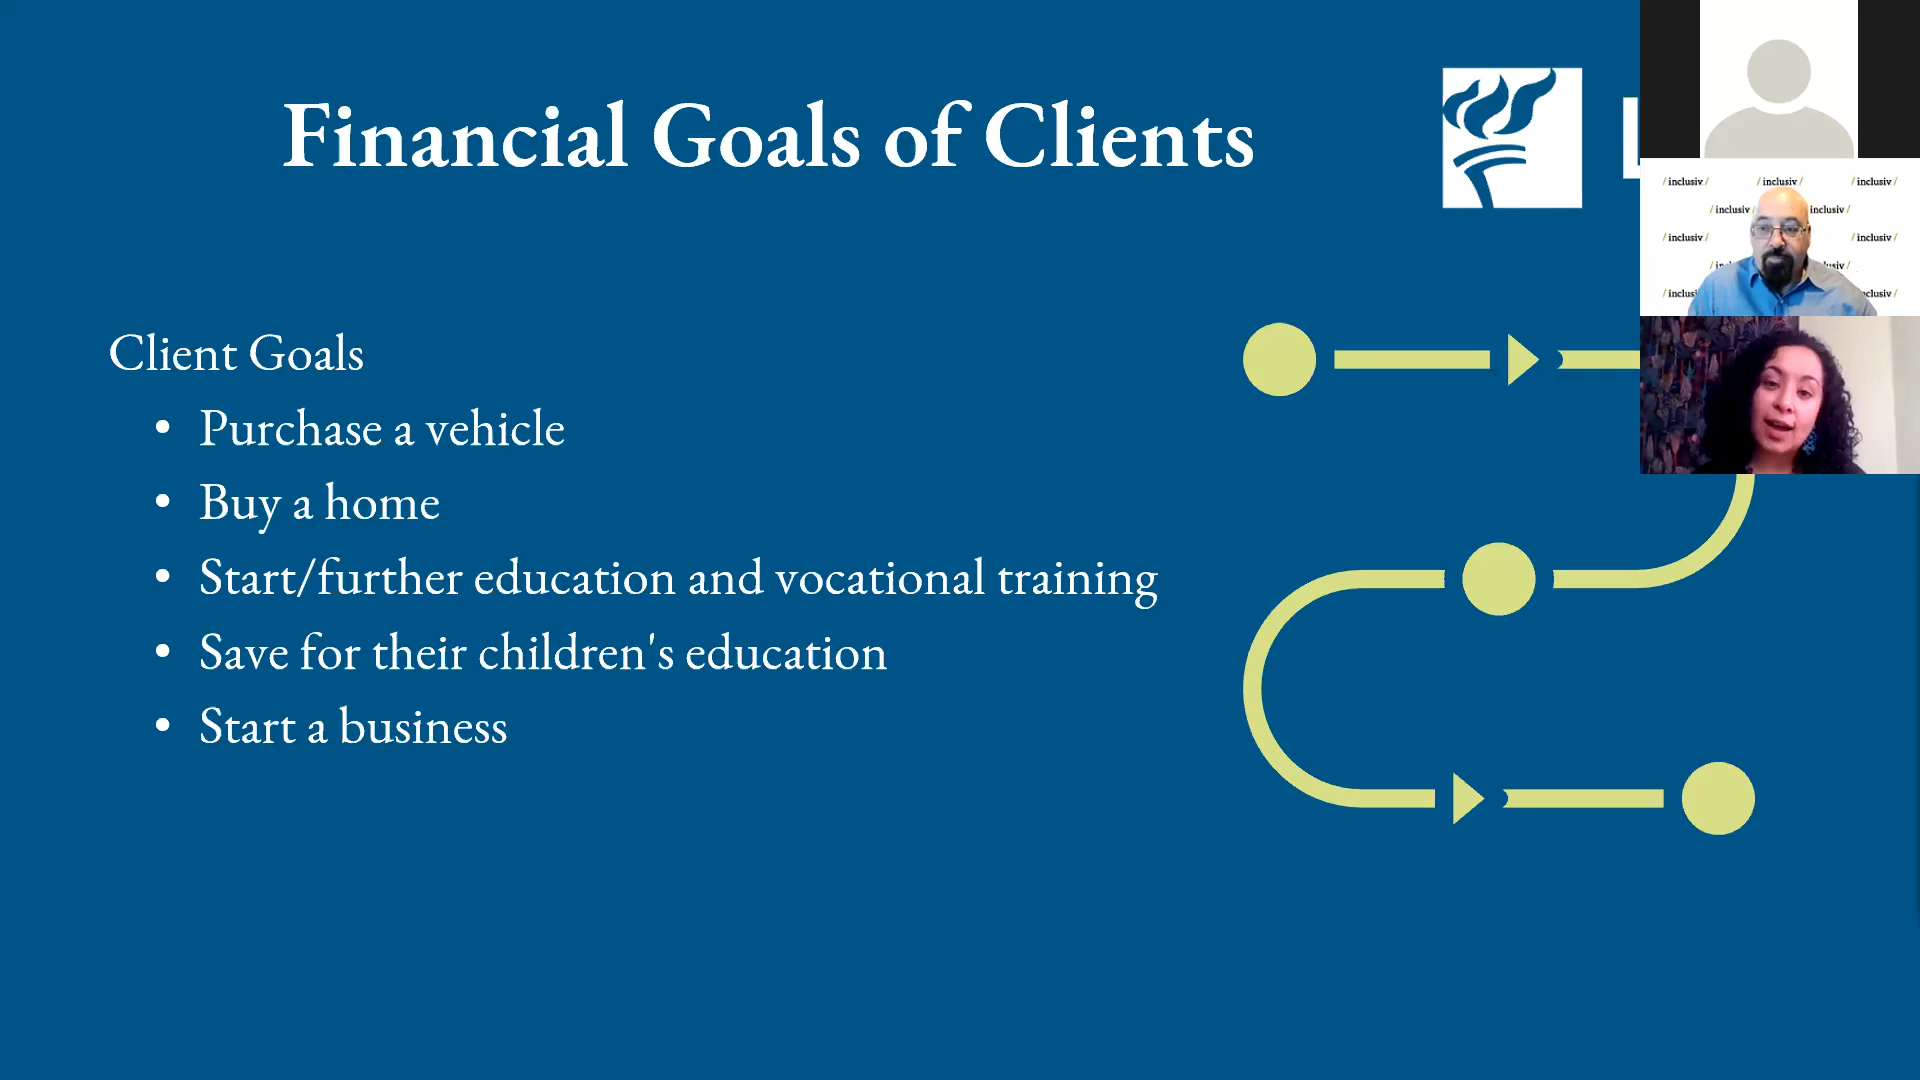 Financial Goals of Clients
Client Goals
• Purchase a vehicle
• Buy a home
• Start/further education and vocational training
• Save for their children's education
• Start a business
/ inclusiv / / inclusiv / / inclusiv /
/ inclusiv inclusiv /
/ inclusiv / / inclusiv /
/ inclusiv